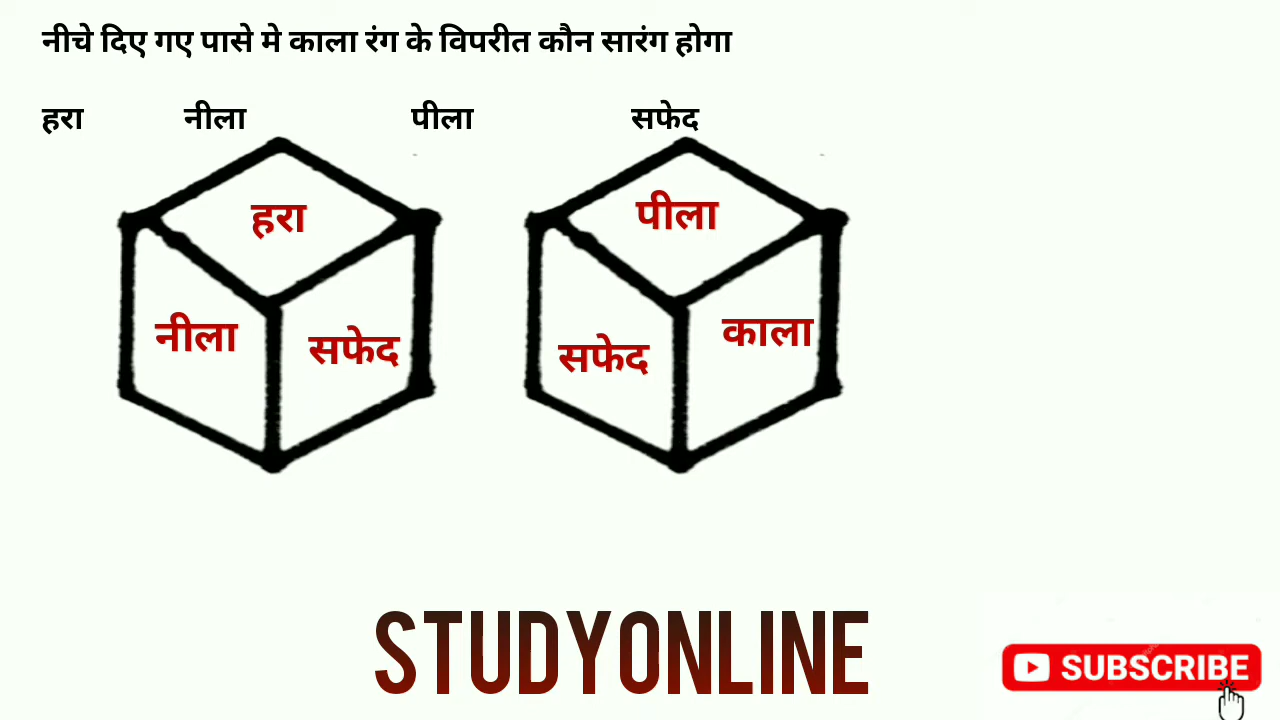 नीचे दिए गए पासे मे काला रंग के विपरीत कौन सारंग होगा
हरा नीला पीला सफेद
हरा
पीला
नीला
सफेद
सफेद
काला
STUDYONLINE
SUBSCRIBE